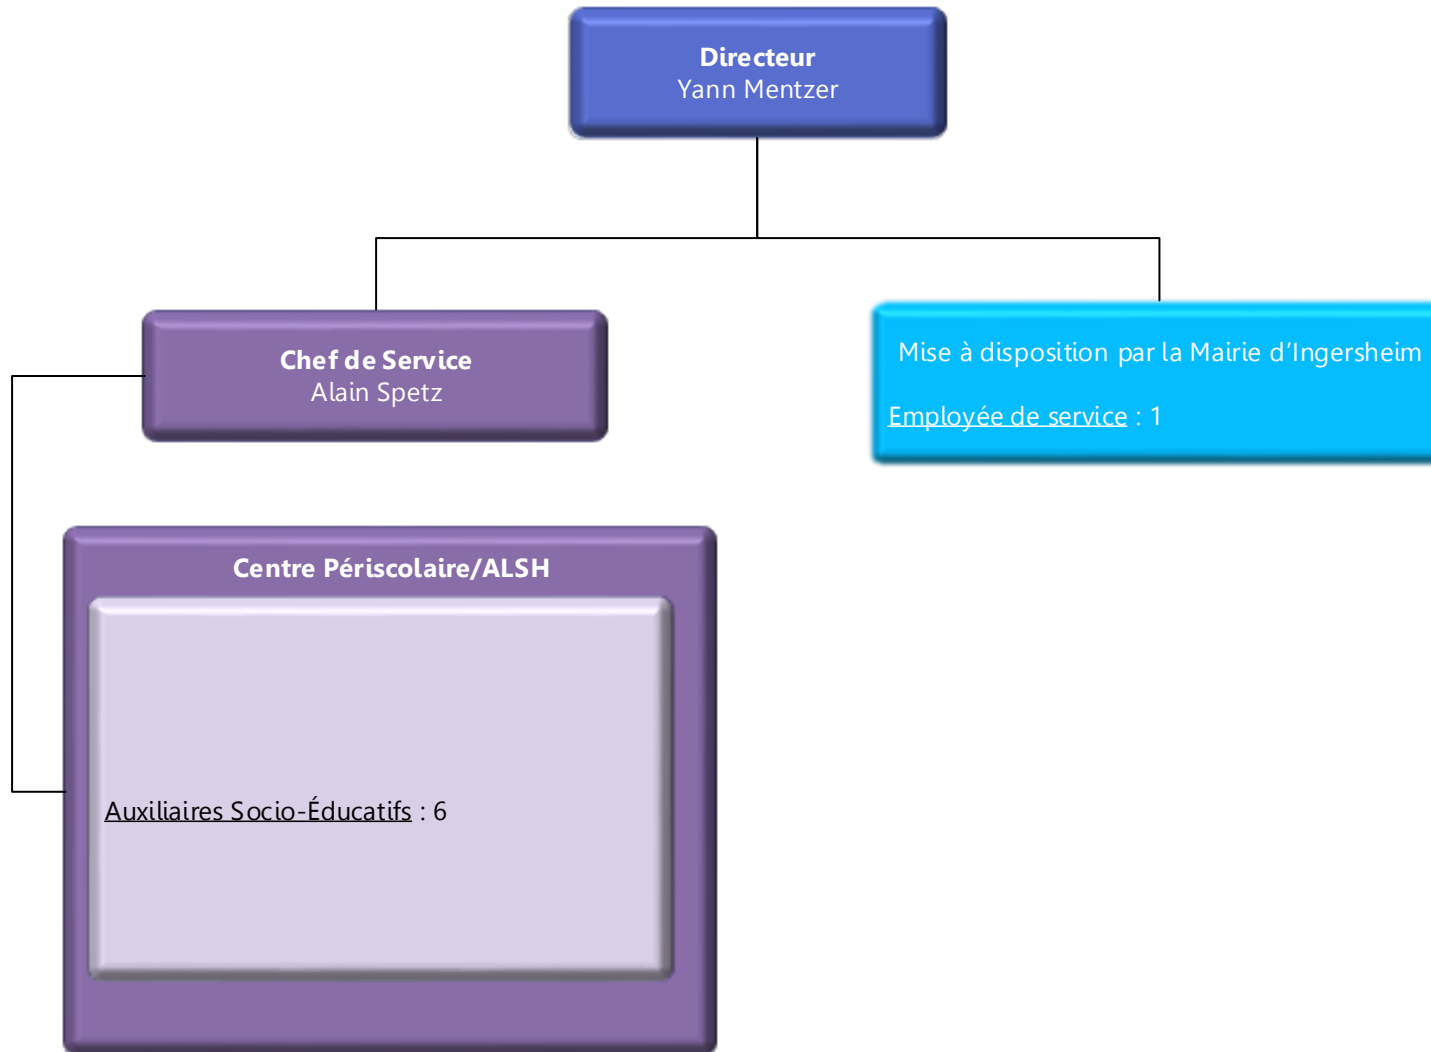 Directeur
Yann Mentzer
Chef de Service
Alain Spetz
Mise à disposition par la Mairie d’Ingersheim
Employée de service : 1
Centre Périscolaire/ALSH
Auxiliaires Socio-Éducatifs : 6